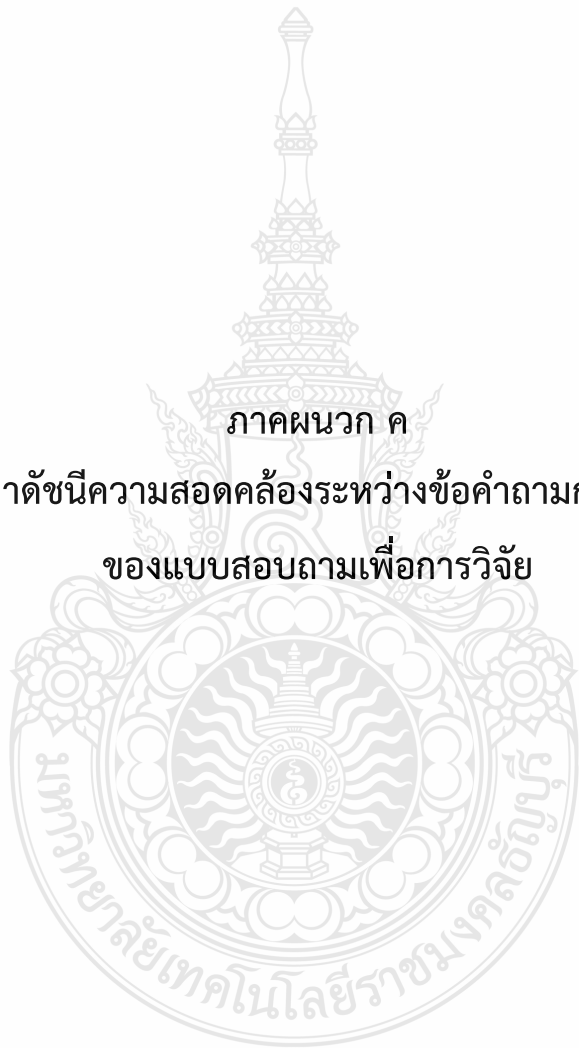 ภาคผนวก ค
าดัชนีความสอดคล้องระหว่างข้อคำถามก
ของแบบสอบถามเพื่อการวิจัย
มหาวิทยาลัยเทคโนโลยีราชมงคลธัญบุรี